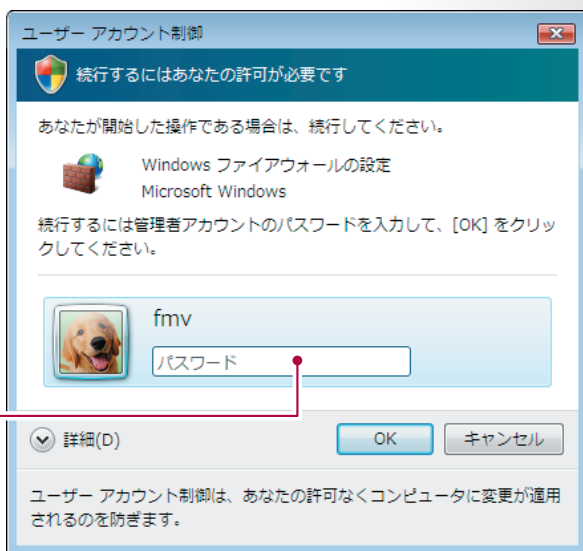 ユーザー アカウント制御
続行するにはあなたの許可が必要です
あなたが開始した操作である場合は、続行してください。
Windows ファイアウォールの設定
Microsoft Windows
続行するには管理者アカウントのパスワードを入力して、[OK] をクリッ
クしてください。
fmv
パスワード
詳細(D)
OK
キャンセル
ユーザー アカウント制御は、あなたの許可なくコンピュータに変更が適用
されるのを防ぎます。